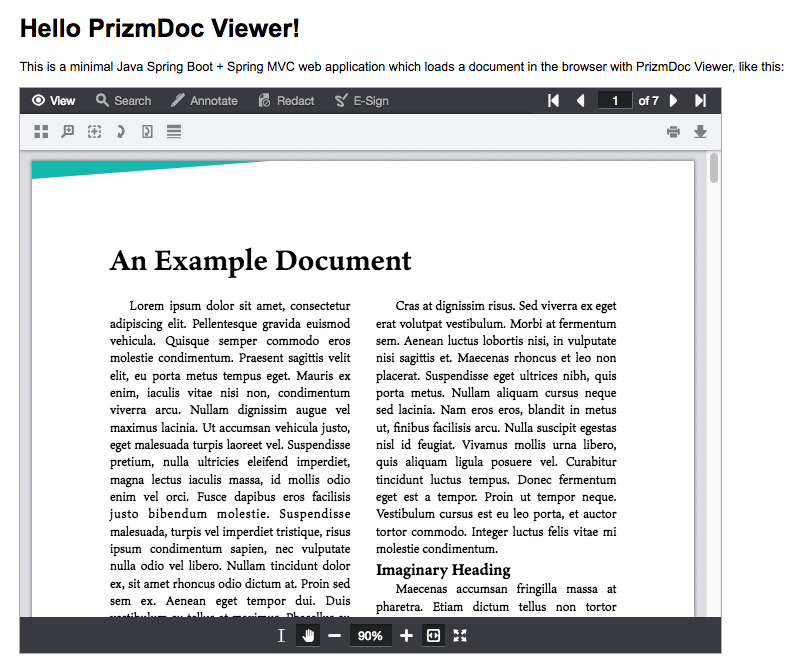 Hello PrizmDoc Viewer!
This is a minimal Java Spring Boot + Spring MVC web application which loads a document in the browser with PrizmDoc Viewer, like this:
View Search Annotate Redact E-Sign 1 of 7
An Example Document
Lorem ipsum dolor sit amet, consectetur
adipiscing elit. Pellentesque gravida euismod
vehicula. Quisque semper commodo eros
molestie condimentum. Praesent sagittis velit
elit, eu porta metus tempus eget. Mauris ex
enim, iaculis vitae nisi non, condimentum
viverra arcu. Nullam dignissim augue vel
maximus lacinia. Ut accumsan vehicula justo,
eget malesuada turpis laoreet vel. Suspendisse
pretium, nulla ultricies eleifend imperdiet,
magna lectus iaculis massa, id mollis odio
enim vel orci. Fusce dapibus eros facilisis
justo bibendum molestie. Suspendisse
malesuada, turpis vel imperdiet tristique, risus
ipsum condimentum sapien, nec vulputate
nulla odio vel libero. Nullam tincidunt dolor
ex, sit amet rhoncus odio dictum at. Proin sed
sem ex. Aenean eget tempor dui. Duis
Cras at dignissim risus. Sed viverra ex eget
erat volutpat vestibulum. Morbi at fermentum
sem. Aenean luctus lobortis nisi, in vulputate
nisi sagittis et. Maecenas rhoncus et leo non
placerat. Suspendisse eget ultrices nibh, quis
porta metus. Nullam aliquam cursus neque
sed lacinia. Nam eros eros, blandit in metus
ut, finibus facilisis arcu. Nulla suscipit egestas
nisl id feugiat. Vivamus mollis urna libero,
quis aliquam ligula posuere vel. Curabitur
tincidunt luctus tempus. Donec fermentum
eget est a tempor. Proin ut tempor neque.
Vestibulum cursus est eu leo porta, et auctor
tortor commodo. Integer luctus felis vitae mi
molestie condimentum.
Imaginary Heading
Maecenas accumsan fringilla massa at
pharetra. Etiam dictum tellus non tortor
90%